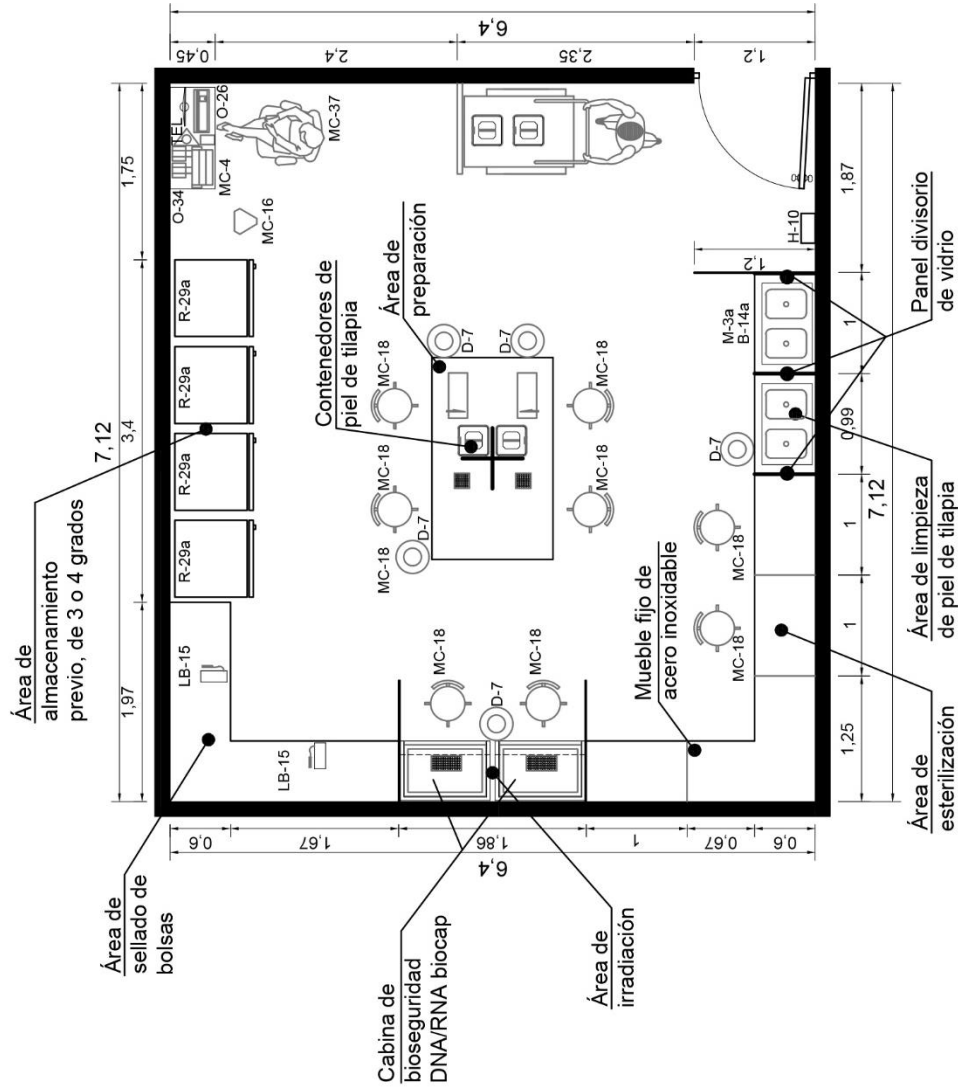 Área de
almacenamiento
previo, de 3 o 4 grados
7,12
1,97
3,4
1,75
Área de
sellado de
bolsas
LB-15
R-29a
R-29a
R-29a
R-29a
O-34
TEL
MC-4
O-26
MC-16
MC-37
0,45
0,6
LB-15
1,67
2,4
6,4
Contenedores de
piel de tilapia
Área de
preparación
MC-18
MC-18
MC-18
D-7
D-7
D-7
MC-18
MC-18
Cabina de
bioseguridad
DNA/RNA biocap
6,4
1,86
MC-18
D-7
MC-18
2,35
Área de
irradiación
1
Mueble fijo de
acero inoxidable
0,67
0,6
MC-18
MC-18
D-7
M-3a
B-14a
1,2
H-10
1,2
1,25
1
1
0,99
1
1,87
7,12
Área de
esterilización
Área de limpieza
de piel de tilapia
Panel divisorio
de vidrio